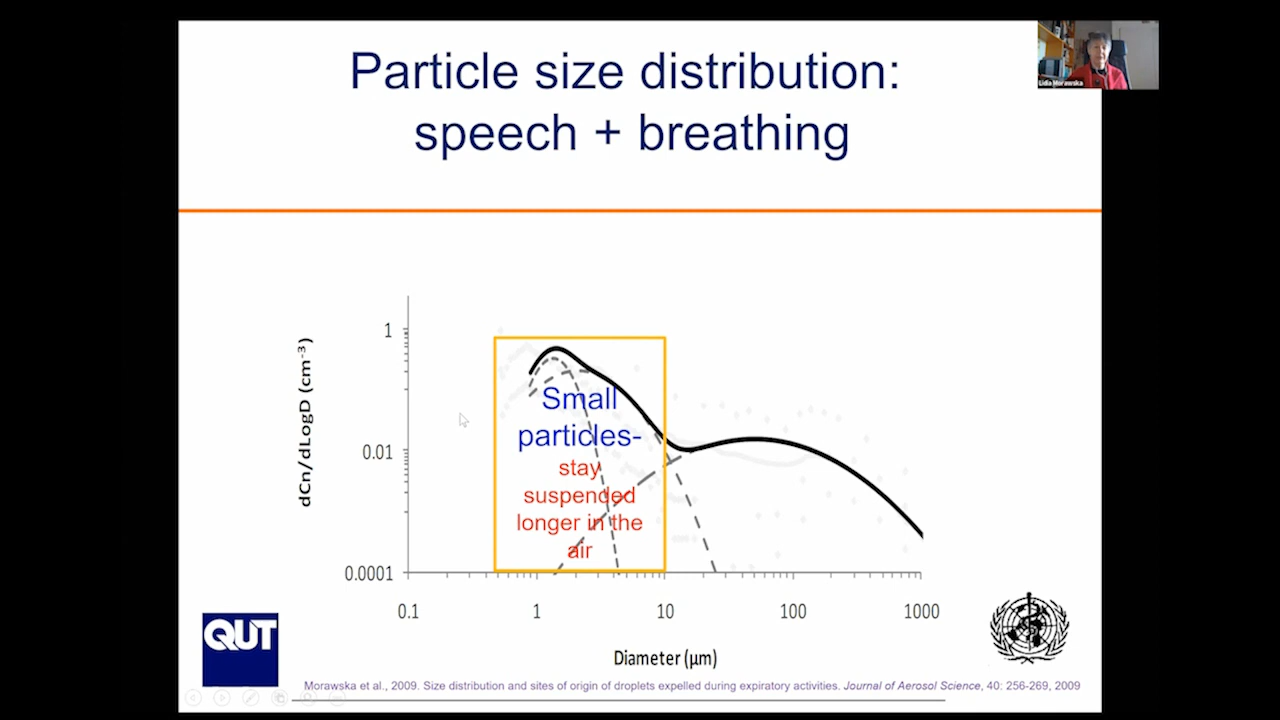 Particle size distribution:
speech + breathing
Lidia Morawska
dCn/dLogD (cm⁻³)
1
0.01
0.0001
Small
particles-
stay
suspended
longer in the
air
0.1 1 10 100 1000
Diameter (µm)
QUT
Morawska et al., 2009. Size distribution and sites of origin of droplets expelled during expiratory activities. Journal of Aerosol Science, 40: 256-269, 2009